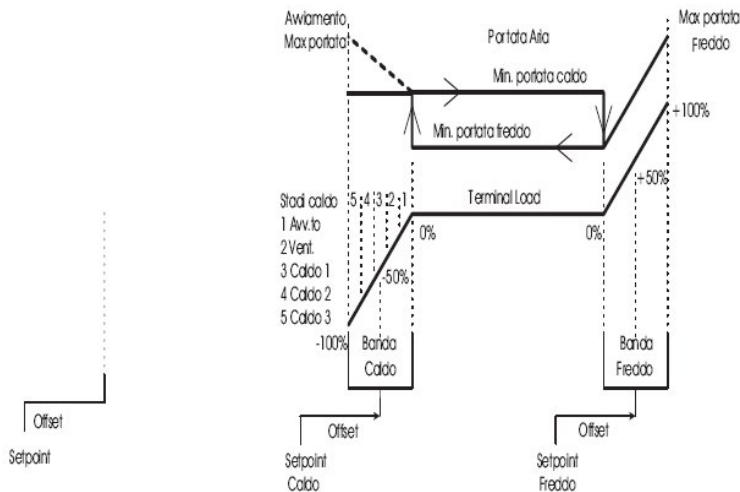 Avviamento
Max portata
Portata Aria
Max portata
Freddo
Min. portata caldo
Min. portata freddo
+100%
+50%
Stadi caldo
5 4 3 2 1
Terminal Load
1 Avv.to
2 Vent.
3 Caldo 1
4 Caldo 2
5 Caldo 3
0%
0%
-50%
-100%
Banda
Caldo
Banda
Freddo
Offset
Setpoint
Offset
Setpoint
Caldo
Offset
Setpoint
Freddo